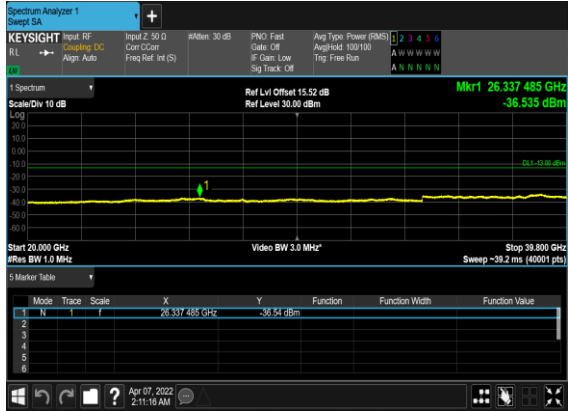 Spectrum Analyzer 1
Swept SA
+
KEYSIGHT Input: RF Input Z: 50 Ω #Atten: 30 dB PNO: Fast Avg Type: Power (RMS) 1 2 3 4 5 6
RL Coupling: DC Corr CCorr Gate: Off Avg|Hold: 100/100 A W W W W W
Align: Auto Freq Ref: Int (S) IF Gain: Low Trig: Free Run
Sig Track: Off A N N N N N
1 Spectrum Ref Lvl Offset 15.52 dB Mkr1 26.337 485 GHz
Scale/Div 10 dB Ref Level 30.00 dBm -36.535 dBm
Log
20.0
10.0
0.00
-10.0 DL1 -13.00 dBm
-20.0
-30.0 1
-40.0
-50.0
-60.0
Start 20.000 GHz Video BW 3.0 MHz* Stop 39.800 GHz
#Res BW 1.0 MHz Sweep ~39.2 ms (40001 pts)
5 Marker Table
Mode Trace Scale X Y Function Function Width Function Value
1 N 1 f 26.337 485 GHz -36.54 dBm
2
3
4
5
6
? Apr 07, 2022
2:11:16 AM